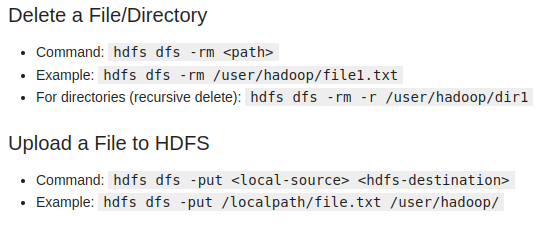 Delete a File/Directory
Command: hdfs dfs -rm <path>
Example: hdfs dfs -rm /user/hadoop/file1.txt
For directories (recursive delete): hdfs dfs -rm -r /user/hadoop/dir1
Upload a File to HDFS
Command: hdfs dfs -put <local-source> <hdfs-destination>
Example: hdfs dfs -put /localpath/file.txt /user/hadoop/